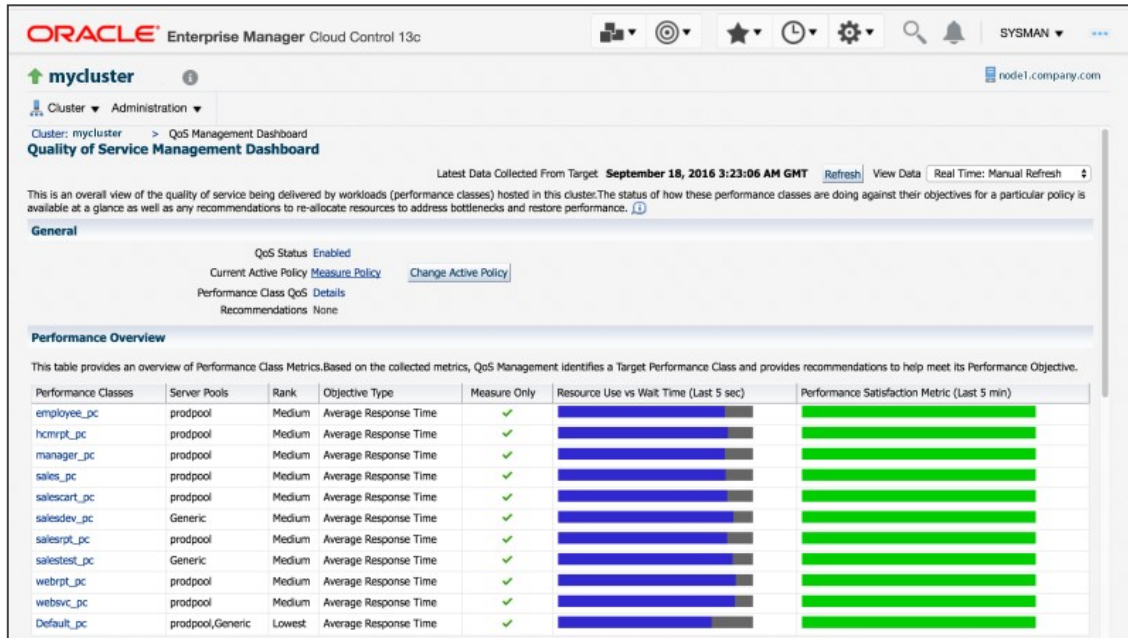 ORACLE Enterprise Manager Cloud Control 13c SYSMAN
mycluster node1.company.com
Cluster Administration
Cluster: mycluster > QoS Management Dashboard
Quality of Service Management Dashboard
Latest Data Collected From Target September 18, 2016 3:23:06 AM GMT Refresh View Data Real Time: Manual Refresh
This is an overall view of the quality of service being delivered by workloads (performance classes) hosted in this cluster.The status of how these performance classes are doing against their objectives for a particular policy is
available at a glance as well as any recommendations to re-allocate resources to address bottlenecks and restore performance.
General
QoS Status Enabled
Current Active Policy Measure Policy Change Active Policy
Performance Class QoS Details
Recommendations None
Performance Overview
This table provides an overview of Performance Class Metrics.Based on the collected metrics, QoS Management identifies a Target Performance Class and provides recommendations to help meet its Performance Objective.
Performance Classes Server Pools Rank Objective Type Measure Only Resource Use vs Wait Time (Last 5 sec) Performance Satisfaction Metric (Last 5 min)
employee_pc prodpool Medium Average Response Time
hcmrpt_pc prodpool Medium Average Response Time
manager_pc prodpool Medium Average Response Time
sales_pc prodpool Medium Average Response Time
salescart_pc prodpool Medium Average Response Time
salesdev_pc Generic Medium Average Response Time
salesrpt_pc prodpool Medium Average Response Time
salestest_pc Generic Medium Average Response Time
webrpt_pc prodpool Medium Average Response Time
websvc_pc prodpool Medium Average Response Time
Default_pc prodpool,Generic Lowest Average Response Time